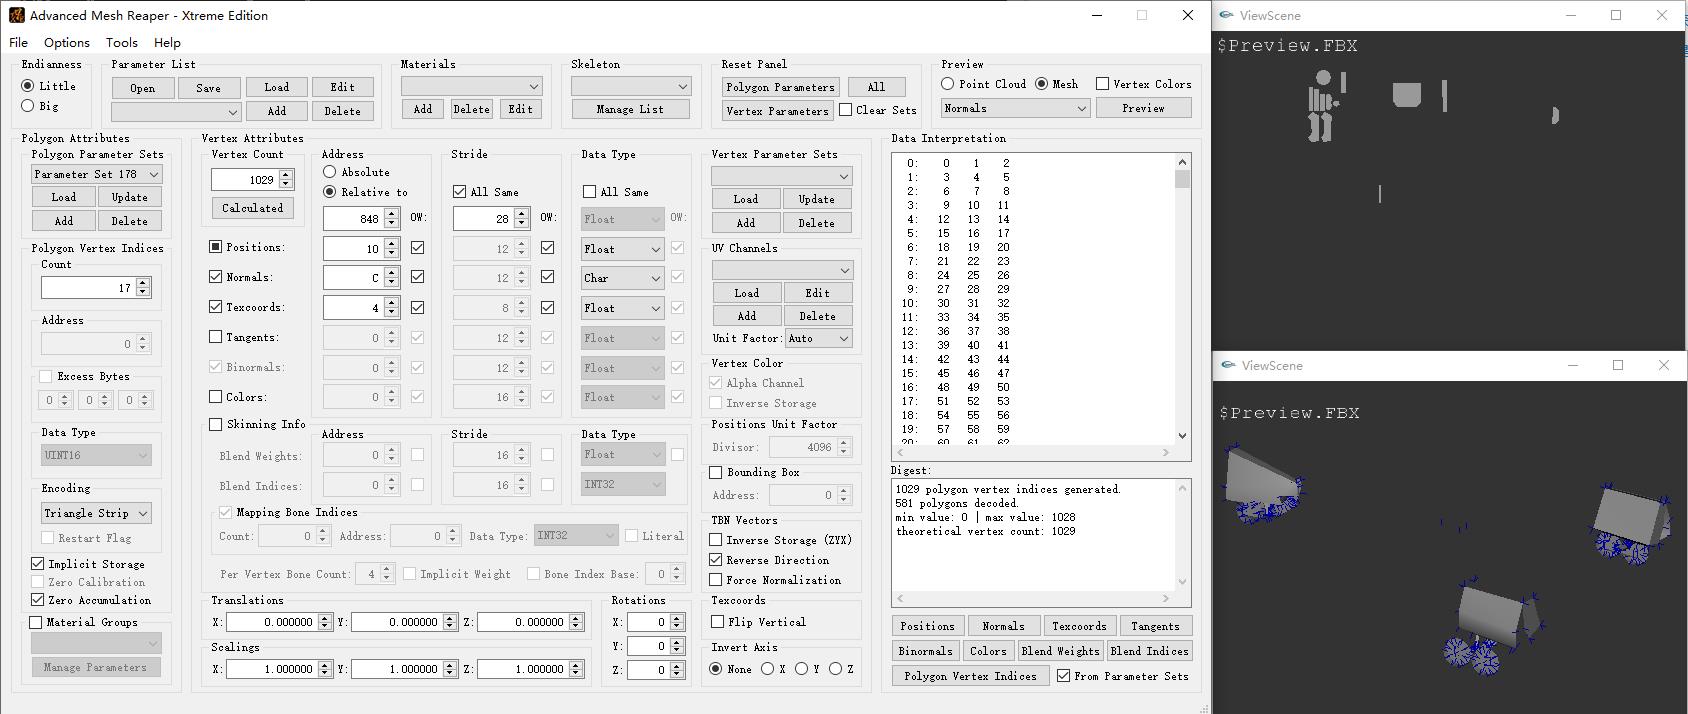 Advanced Mesh Reaper - Xtreme Edition
File Options Tools Help
Endianness
Little
Big
Parameter List
Open Save Load Edit
Add Delete
Materials
Add Delete Edit
Skeleton
Manage List
Reset Panel
Polygon Parameters All
Vertex Parameters Clear Sets
Preview
Point Cloud Mesh Vertex Colors
Normals Preview
Polygon Attributes
Polygon Parameter Sets
Parameter Set 178
Load Update
Add Delete
Polygon Vertex Indices
Count
17
Address
0
Excess Bytes
0 0 0
Data Type
UINT16
Encoding
Triangle Strip
Restart Flag
Implicit Storage
Zero Calibration
Zero Accumulation
Material Groups
Manage Parameters
Vertex Attributes
Vertex Count
1029
Calculated
Address
Absolute
Relative to
848 OW:
Stride
All Same
28 OW:
Data Type
All Same
Float OW:
Positions: 10 12 Float
Normals: C 12 Char
Texcoords: 4 8 Float
Tangents: 0 12 Float
Binormals: 0 12 Float
Colors: 0 16 Float
Skinning Info
Address Stride Data Type
Blend Weights: 0 16 Float
Blend Indices: 0 16 INT32
Mapping Bone Indices
Count: 0 Address: 0 Data Type: INT32 Literal
Per Vertex Bone Count: 4 Implicit Weight Bone Index Base: 0
Translations
X: 0.000000 Y: 0.000000 Z: 0.000000
Scalings
X: 1.000000 Y: 1.000000 Z: 1.000000
Rotations
X: 0
Y: 0
Z: 0
Vertex Parameter Sets
Load Update
Add Delete
UV Channels
Load Edit
Add Delete
Unit Factor: Auto
Vertex Color
Alpha Channel
Inverse Storage
Positions Unit Factor
Divisor: 4096
Bounding Box
Address: 0
TBN Vectors
Inverse Storage (ZYX)
Reverse Direction
Force Normalization
Texcoords
Flip Vertical
Invert Axis
None X Y Z
Data Interpretation
0: 0 1 2
1: 3 4 5
2: 6 7 8
3: 9 10 11
4: 12 13 14
5: 15 16 17
6: 18 19 20
7: 21 22 23
8: 24 25 26
9: 27 28 29
10: 30 31 32
11: 33 34 35
12: 36 37 38
13: 39 40 41
14: 42 43 44
15: 45 46 47
16: 48 49 50
17: 51 52 53
18: 54 55 56
19: 57 58 59
20: 60 61 62
Digest:
1029 polygon vertex indices generated.
581 polygons decoded.
min value: 0 | max value: 1028
theoretical vertex count: 1029
Positions Normals Texcoords Tangents
Binormals Colors Blend Weights Blend Indices
Polygon Vertex Indices From Parameter Sets
ViewScene
$Preview.FBX
ViewScene
$Preview.FBX